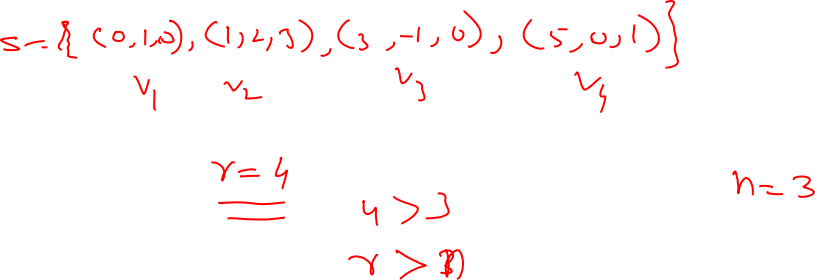 S = { (0,1,0), (1,2,3), (3,-1,0), (5,0,1) }
v₁ v₂ v₃ v₄
r = 4 n = 3
4 > 3
r > n